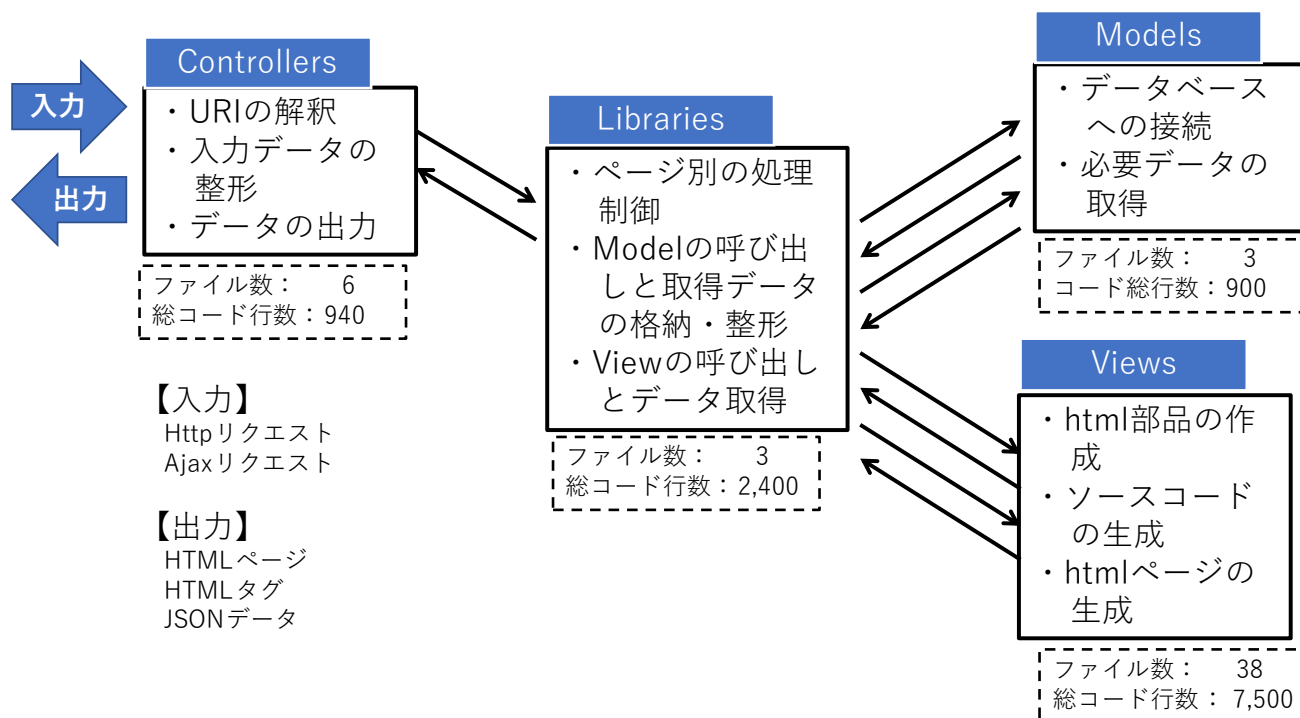 入力
出力
Controllers
・URIの解釈
・入力データの
整形
・データの出力
ファイル数： 6
総コード行数：940
【入力】
Httpリクエスト
Ajaxリクエスト
【出力】
HTMLページ
HTMLタグ
JSONデータ
Libraries
・ページ別の処理
制御
・Modelの呼び出
しと取得データ
の格納・整形
・Viewの呼び出し
とデータ取得
ファイル数： 3
総コード行数：2,400
Models
・データベース
への接続
・必要データの
取得
ファイル数： 3
コード総行数：900
Views
・html部品の作
成
・ソースコード
の生成
・htmlページの
生成
ファイル数： 38
総コード行数：7,500